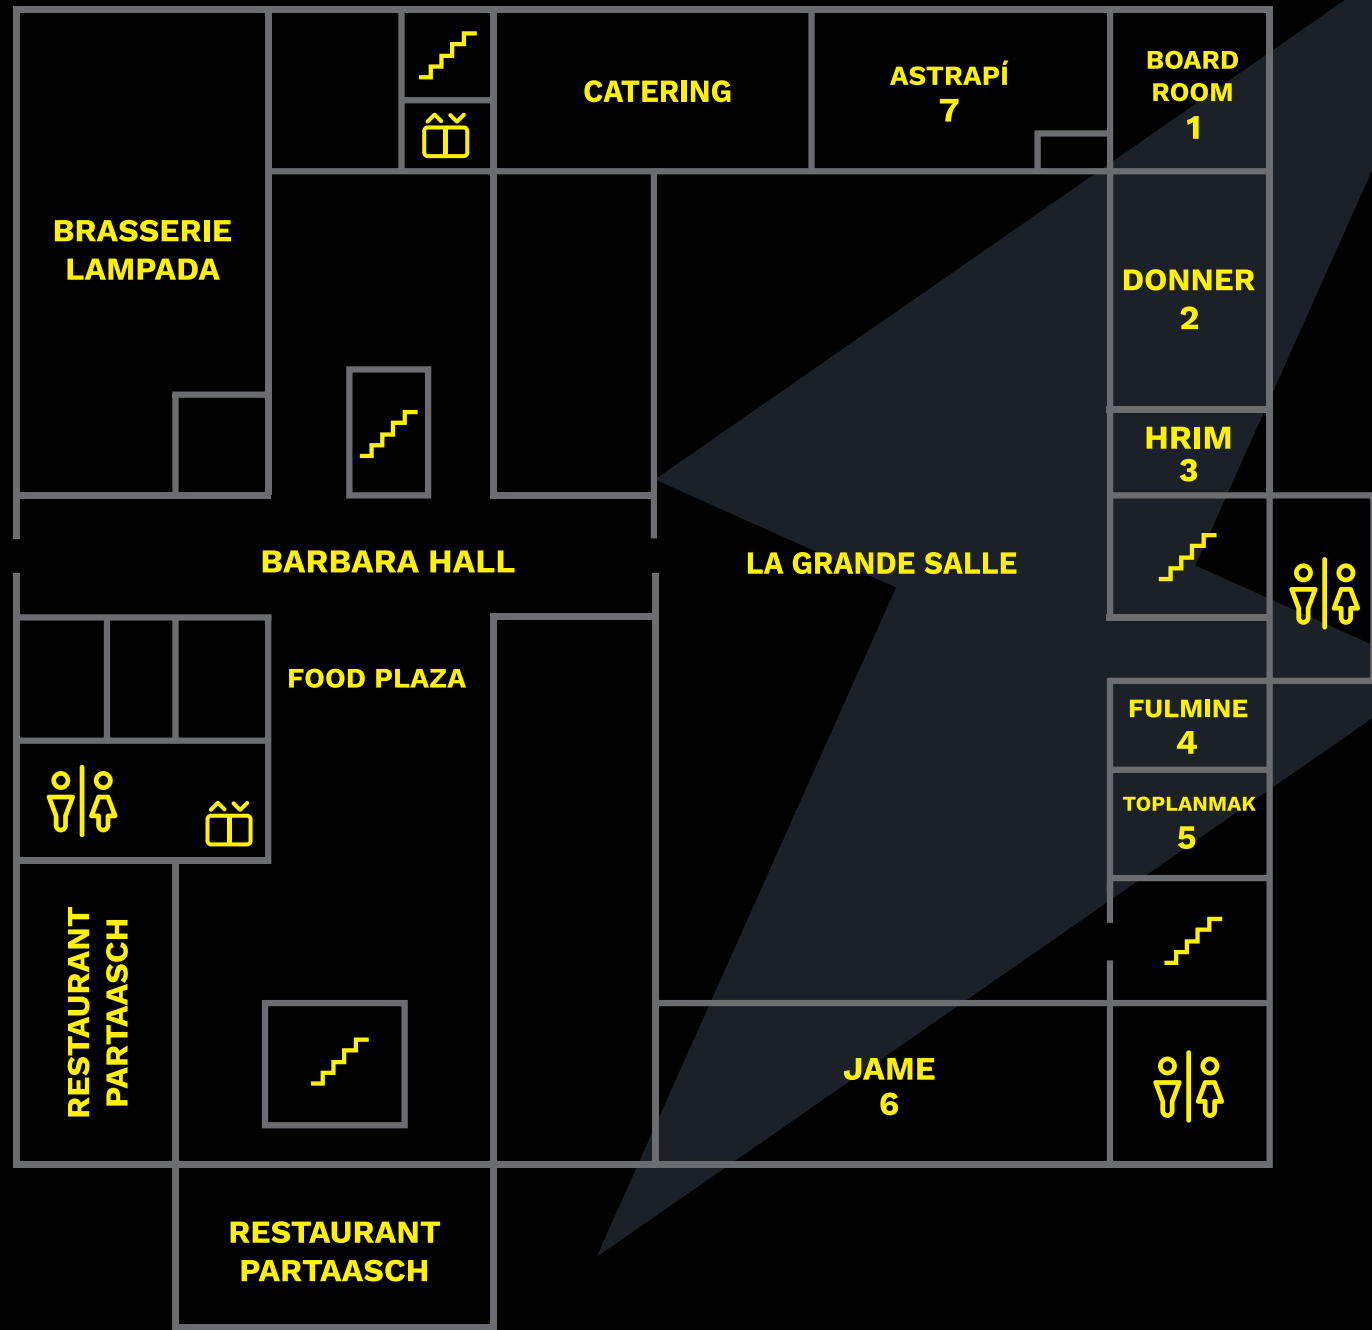 CATERING
ASTRAPÍ
7
BOARD
ROOM
1
BRASSERIE
LAMPADA
DONNER
2
HRIM
3
BARBARA HALL
LA GRANDE SALLE
FOOD PLAZA
FULMINE
4
TOPLANMAK
5
RESTAURANT
PARTAASCH
JAME
6
RESTAURANT
PARTAASCH